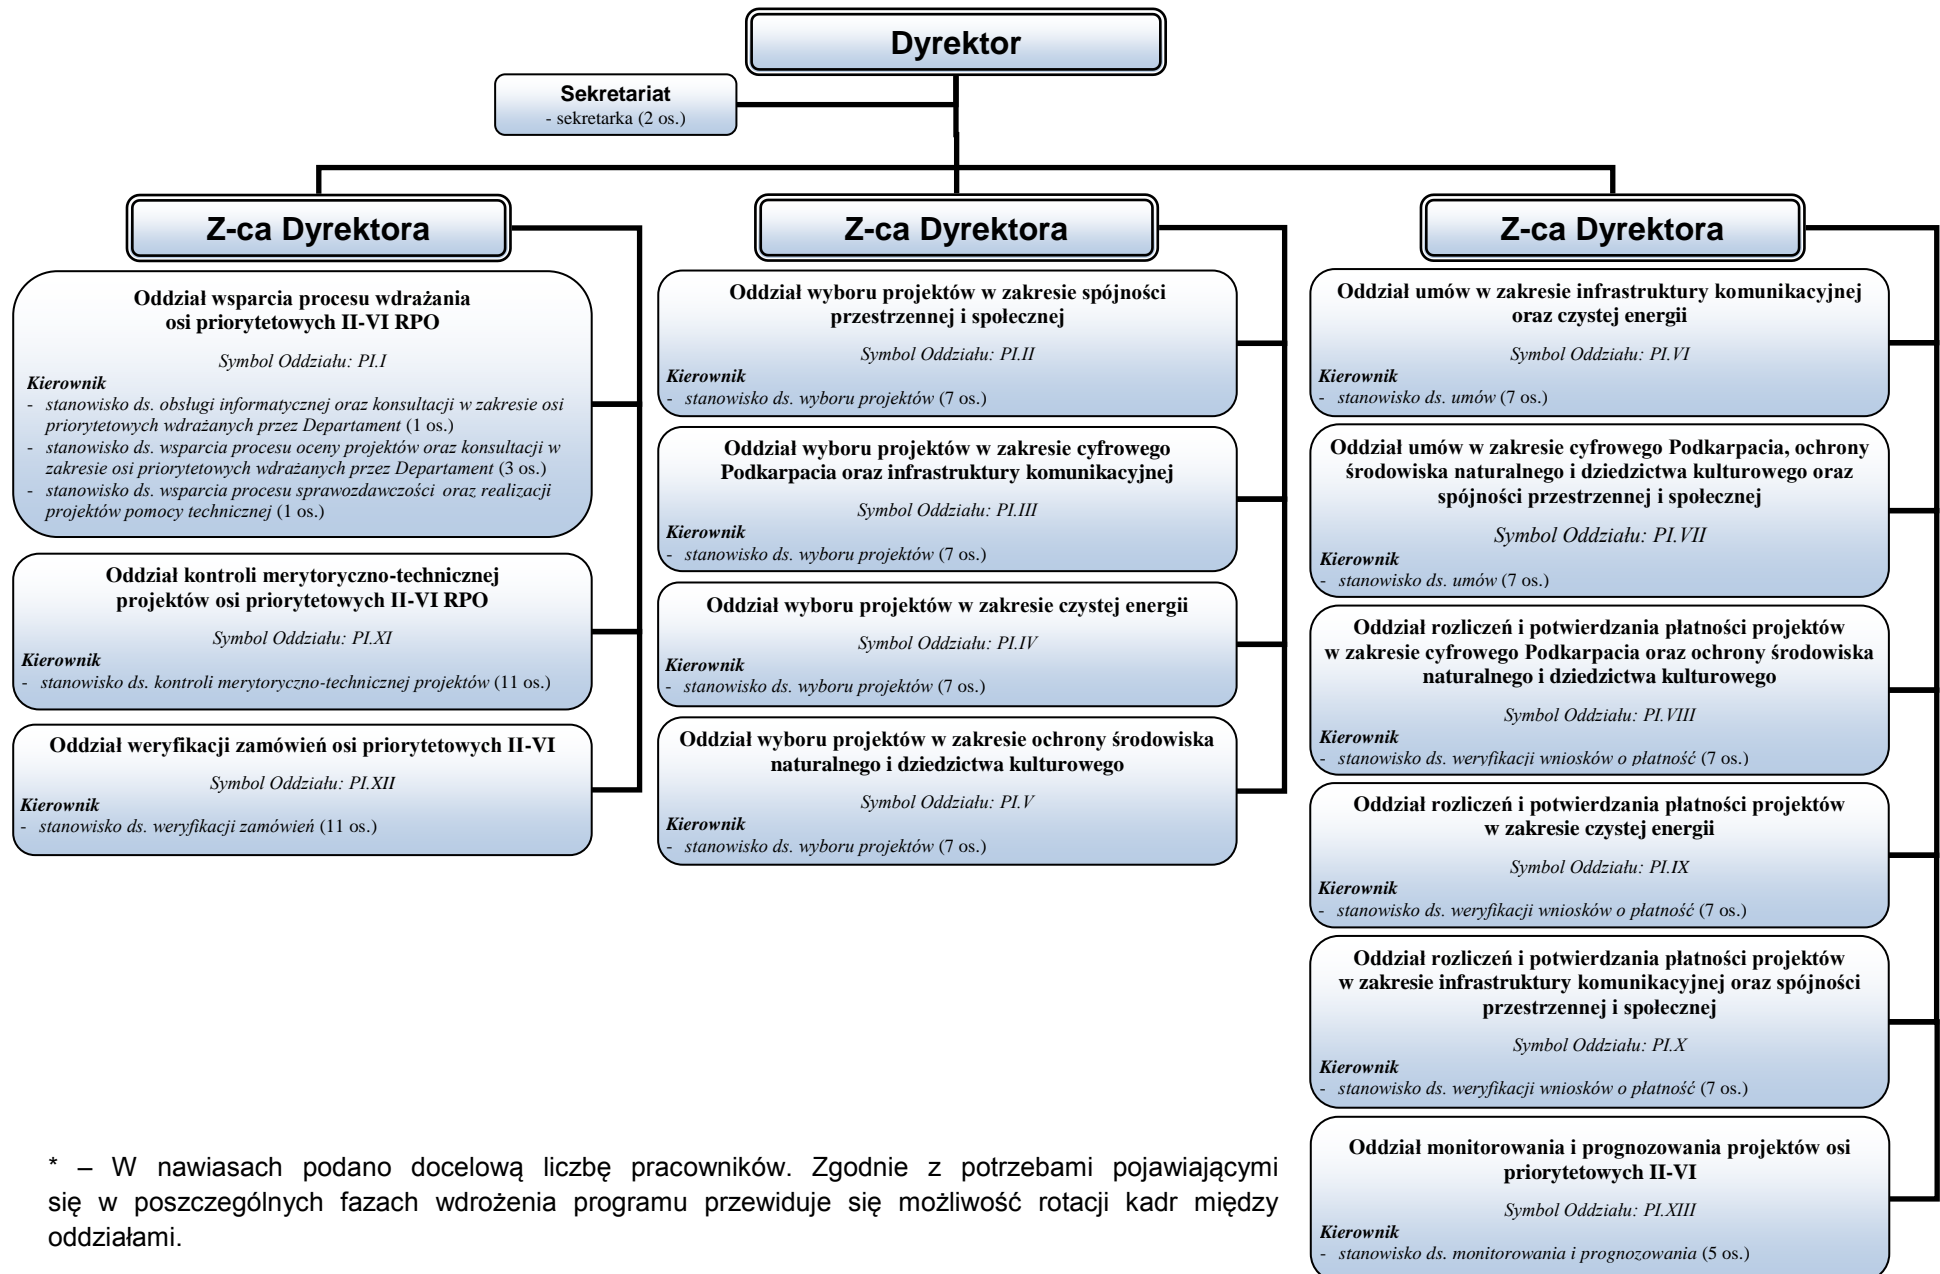 Dyrektor
Sekretariat
- sekretarka (2 os.)
Z-ca Dyrektora
Oddział wsparcia procesu wdrażania
osi priorytetowych II-VI RPO
Symbol Oddziału: PI.I
Kierownik
- stanowisko ds. obsługi informatycznej oraz konsultacji w zakresie osi
priorytetowych wdrażanych przez Departament (1 os.)
- stanowisko ds. wsparcia procesu oceny projektów oraz konsultacji w
zakresie osi priorytetowych wdrażanych przez Departament (3 os.)
- stanowisko ds. wsparcia procesu sprawozdawczości oraz realizacji
projektów pomocy technicznej (1 os.)
Oddział kontroli merytoryczno-technicznej
projektów osi priorytetowych II-VI RPO
Symbol Oddziału: PI.XI
Kierownik
- stanowisko ds. kontroli merytoryczno-technicznej projektów (11 os.)
Oddział weryfikacji zamówień osi priorytetowych II-VI
Symbol Oddziału: PI.XII
Kierownik
- stanowisko ds. weryfikacji zamówień (11 os.)
Z-ca Dyrektora
Oddział wyboru projektów w zakresie spójności
przestrzennej i społecznej
Symbol Oddziału: PI.II
Kierownik
- stanowisko ds. wyboru projektów (7 os.)
Oddział wyboru projektów w zakresie cyfrowego
Podkarpacia oraz infrastruktury komunikacyjnej
Symbol Oddziału: PI.III
Kierownik
- stanowisko ds. wyboru projektów (7 os.)
Oddział wyboru projektów w zakresie czystej energii
Symbol Oddziału: PI.IV
Kierownik
- stanowisko ds. wyboru projektów (7 os.)
Oddział wyboru projektów w zakresie ochrony środowiska
naturalnego i dziedzictwa kulturowego
Symbol Oddziału: PI.V
Kierownik
- stanowisko ds. wyboru projektów (7 os.)
Z-ca Dyrektora
Oddział umów w zakresie infrastruktury komunikacyjnej
oraz czystej energii
Symbol Oddziału: PI.VI
Kierownik
- stanowisko ds. umów (7 os.)
Oddział umów w zakresie cyfrowego Podkarpacia, ochrony
środowiska naturalnego i dziedzictwa kulturowego oraz
spójności przestrzennej i społecznej
Symbol Oddziału: PI.VII
Kierownik
- stanowisko ds. umów (7 os.)
Oddział rozliczeń i potwierdzania płatności projektów
w zakresie cyfrowego Podkarpacia oraz ochrony środowiska
naturalnego i dziedzictwa kulturowego
Symbol Oddziału: PI.VIII
Kierownik
- stanowisko ds. weryfikacji wniosków o płatność (7 os.)
Oddział rozliczeń i potwierdzania płatności projektów
w zakresie czystej energii
Symbol Oddziału: PI.IX
Kierownik
- stanowisko ds. weryfikacji wniosków o płatność (7 os.)
Oddział rozliczeń i potwierdzania płatności projektów
w zakresie infrastruktury komunikacyjnej oraz spójności
przestrzennej i społecznej
Symbol Oddziału: PI.X
Kierownik
- stanowisko ds. weryfikacji wniosków o płatność (7 os.)
Oddział monitorowania i prognozowania projektów osi
priorytetowych II-VI
Symbol Oddziału: PI.XIII
Kierownik
- stanowisko ds. monitorowania i prognozowania (5 os.)
* – W nawiasach podano docelową liczbę pracowników. Zgodnie z potrzebami pojawiającymi
się w poszczególnych fazach wdrożenia programu przewiduje się możliwość rotacji kadr między
oddziałami.